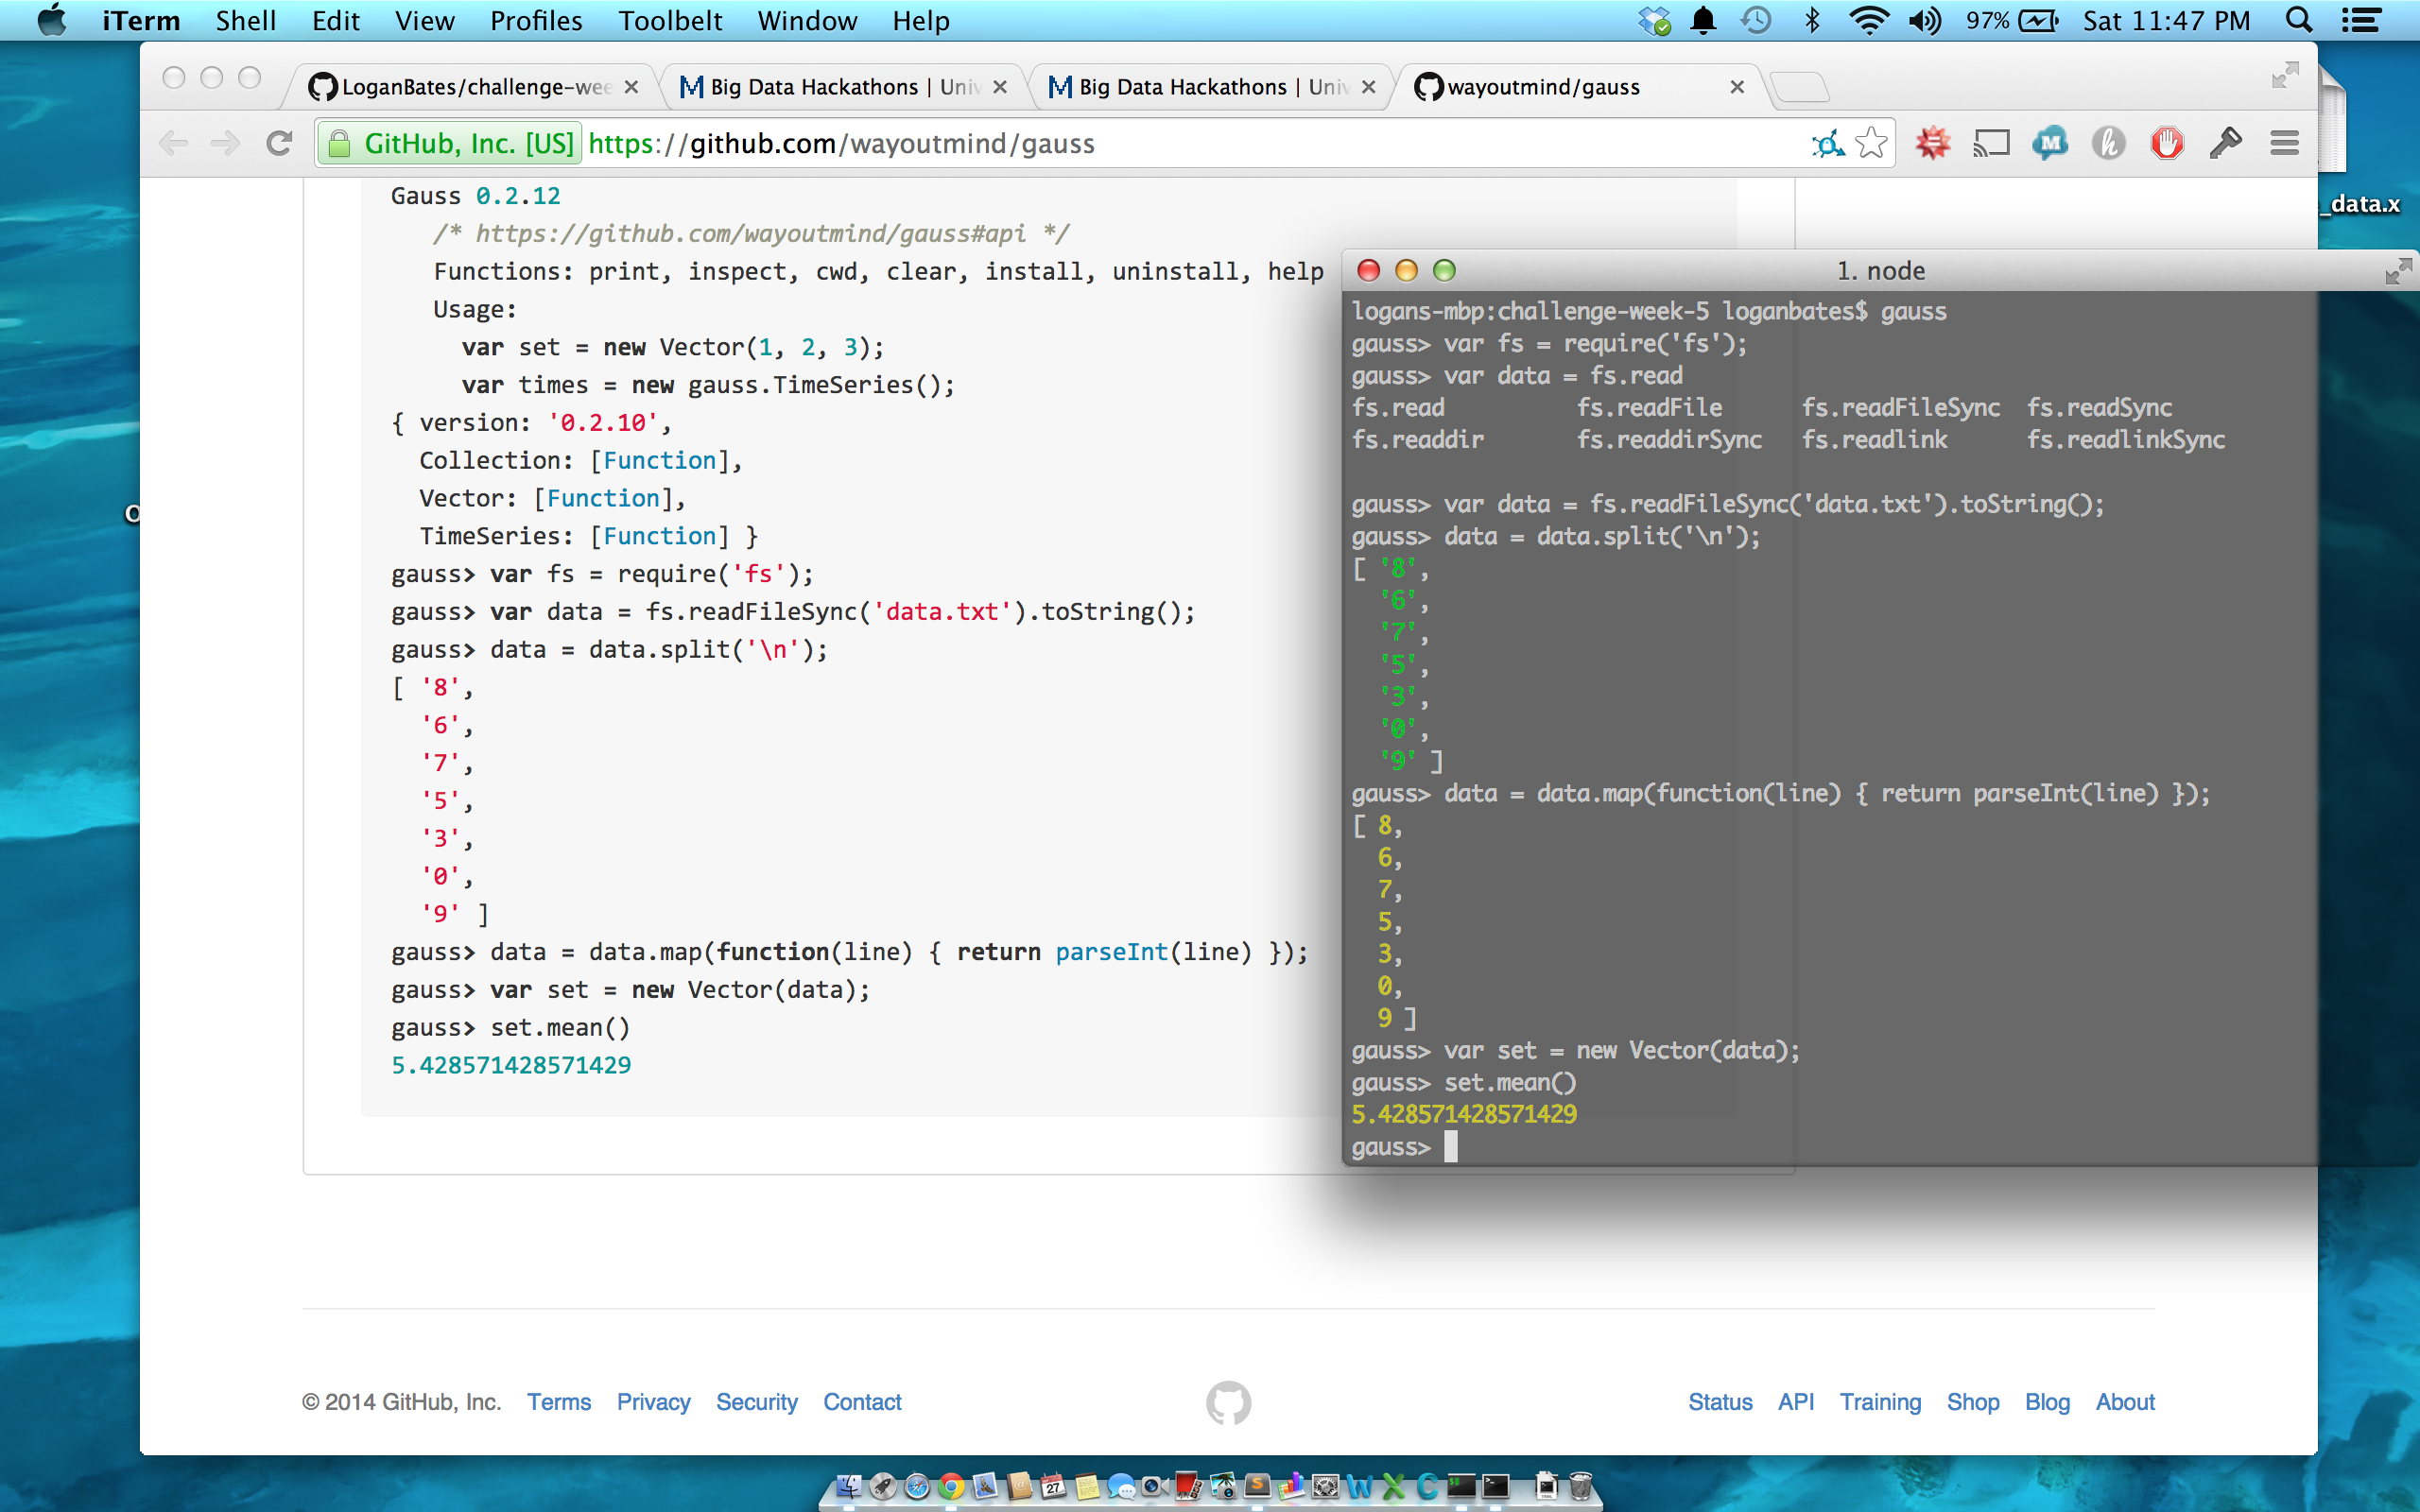 iTerm Shell Edit View Profiles Toolbelt Window Help 97% Sat 11:47 PM
LoganBates/challenge-wee Big Data Hackathons | Univ Big Data Hackathons | Univ wayoutmind/gauss
GitHub, Inc. [US] https://github.com/wayoutmind/gauss
_data.x
Gauss 0.2.12
/* https://github.com/wayoutmind/gauss#api */
Functions: print, inspect, cwd, clear, install, uninstall, help
Usage:
var set = new Vector(1, 2, 3);
var times = new gauss.TimeSeries();
{ version: '0.2.10',
Collection: [Function],
Vector: [Function],
TimeSeries: [Function] }
gauss> var fs = require('fs');
gauss> var data = fs.readFileSync('data.txt').toString();
gauss> data = data.split('\n');
[ '8',
'6',
'7',
'5',
'3',
'0',
'9' ]
gauss> data = data.map(function(line) { return parseInt(line) });
gauss> var set = new Vector(data);
gauss> set.mean()
5.428571428571429
1. node
logans-mbp:challenge-week-5 loganbates$ gauss
gauss> var fs = require('fs');
gauss> var data = fs.read
fs.read fs.readFile fs.readFileSync fs.readSync
fs.readdir fs.readdirSync fs.readlink fs.readlinkSync
gauss> var data = fs.readFileSync('data.txt').toString();
gauss> data = data.split('\n');
[ '8',
'6',
'7',
'5',
'3',
'0',
'9' ]
gauss> data = data.map(function(line) { return parseInt(line) });
[ 8,
6,
7,
5,
3,
0,
9 ]
gauss> var set = new Vector(data);
gauss> set.mean()
5.428571428571429
gauss>
© 2014 GitHub, Inc. Terms Privacy Security Contact Status API Training Shop Blog About